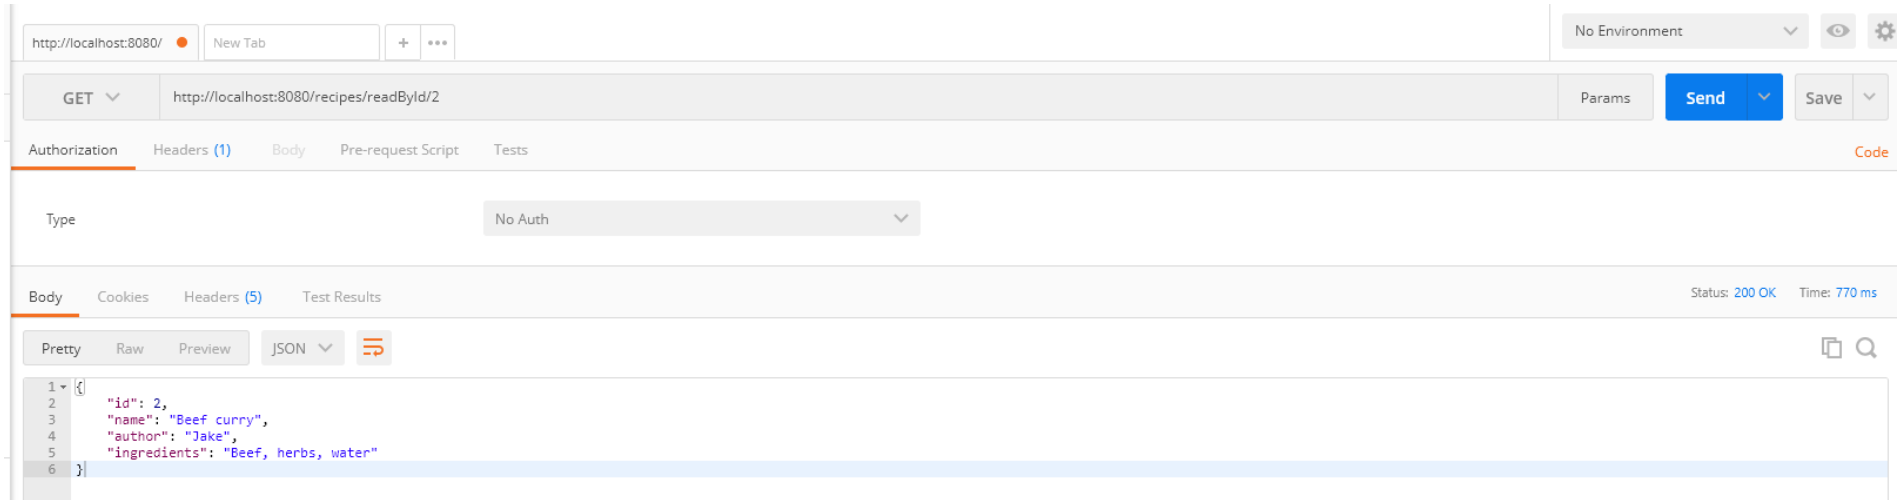 http://localhost:8080/ New Tab + ••• No Environment
GET http://localhost:8080/recipes/readById/2 Params Send Save
Authorization Headers (1) Body Pre-request Script Tests Code
Type No Auth
Body Cookies Headers (5) Test Results Status: 200 OK Time: 770 ms
Pretty Raw Preview JSON
1 {
2 "id": 2,
3 "name": "Beef curry",
4 "author": "Jake",
5 "ingredients": "Beef, herbs, water"
6 }